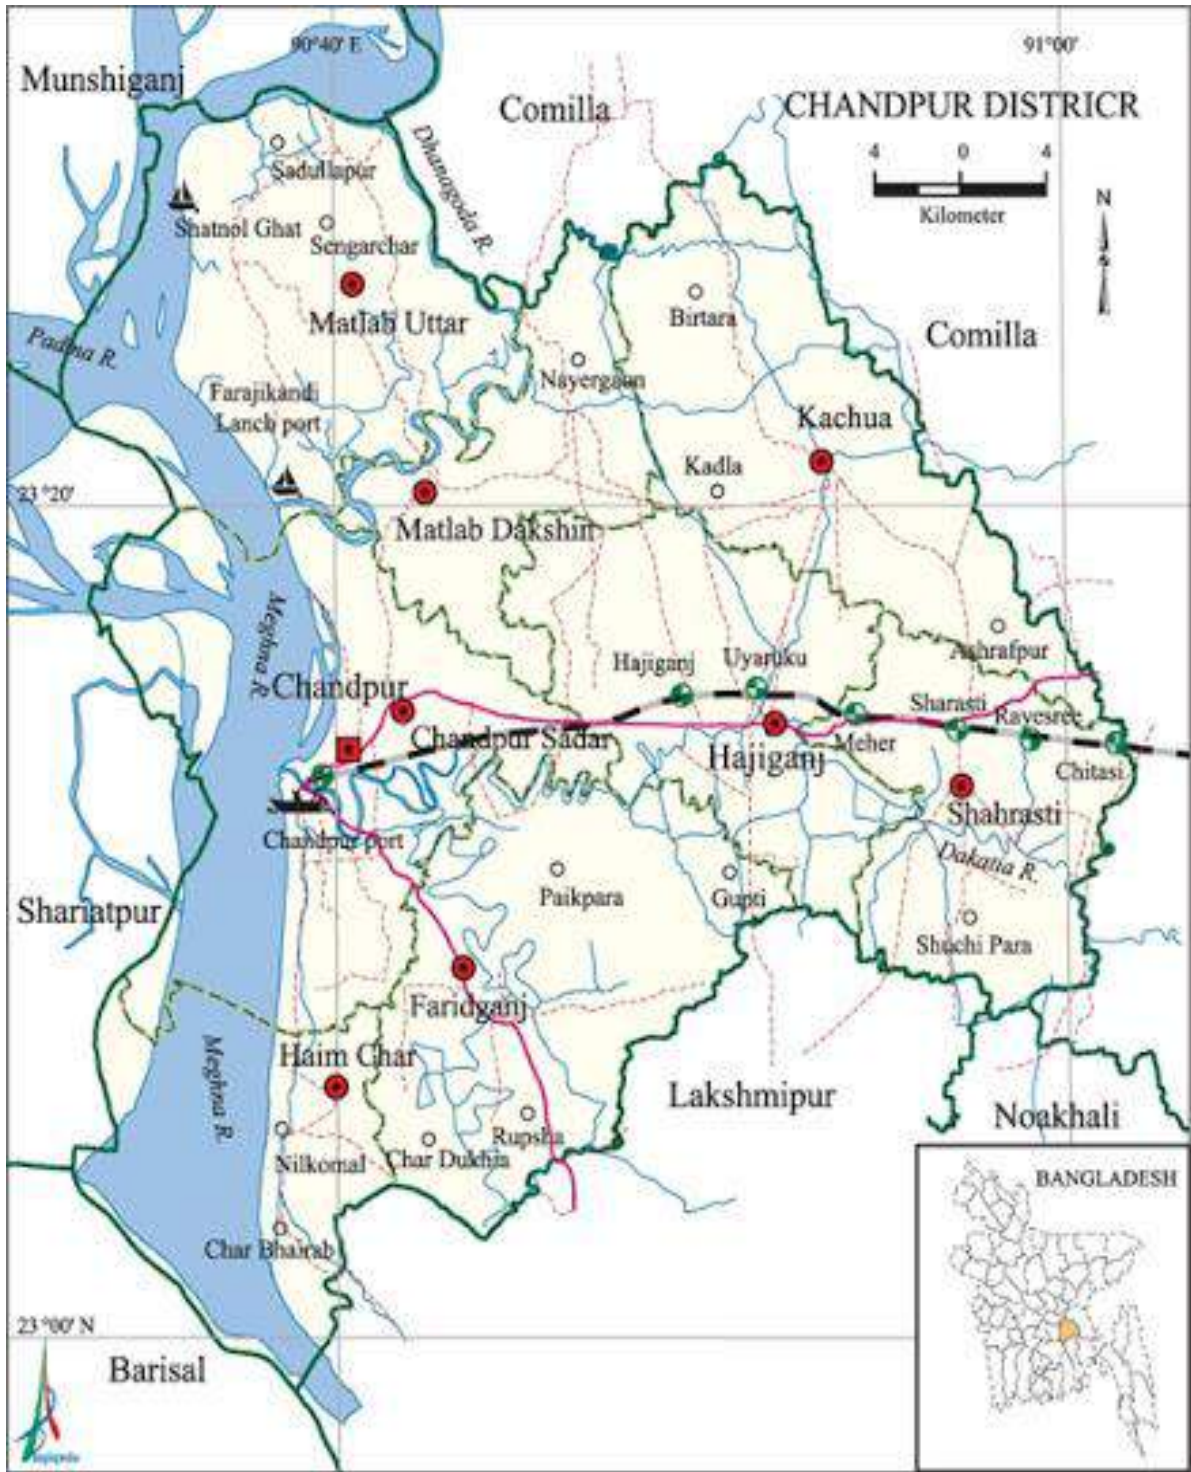 90°40' E
91°00'
Munshiganj
Comilla
CHANDPUR DISTRICR
4 0 4
Kilometer
N
Dhanagoda R.
Sadullapur
Shatnol Ghat
Sengarchar
Matlab Uttar
Birtara
Comilla
Padma R.
Nayergaon
Farajikandi
Lanch port
Kachua
Kadla
23 °20'
Matlab Dakshin
Meghna R.
Ashrafpur
Hajiganj
Uyaruku
Chandpur
Sharasti
Rayesree
Chandpur Sadar
Meher
Hajiganj
Chitasi
Shahrasti
Chandpur port
Dakatia R.
Shariatpur
Paikpara
Gupti
Shuchi Para
Faridganj
Meghna R.
Haim Char
Lakshmipur
Noakhali
Rupsha
Nilkomal
Char Dukhia
BANGLADESH
Char Bhairab
23 °00' N
Barisal